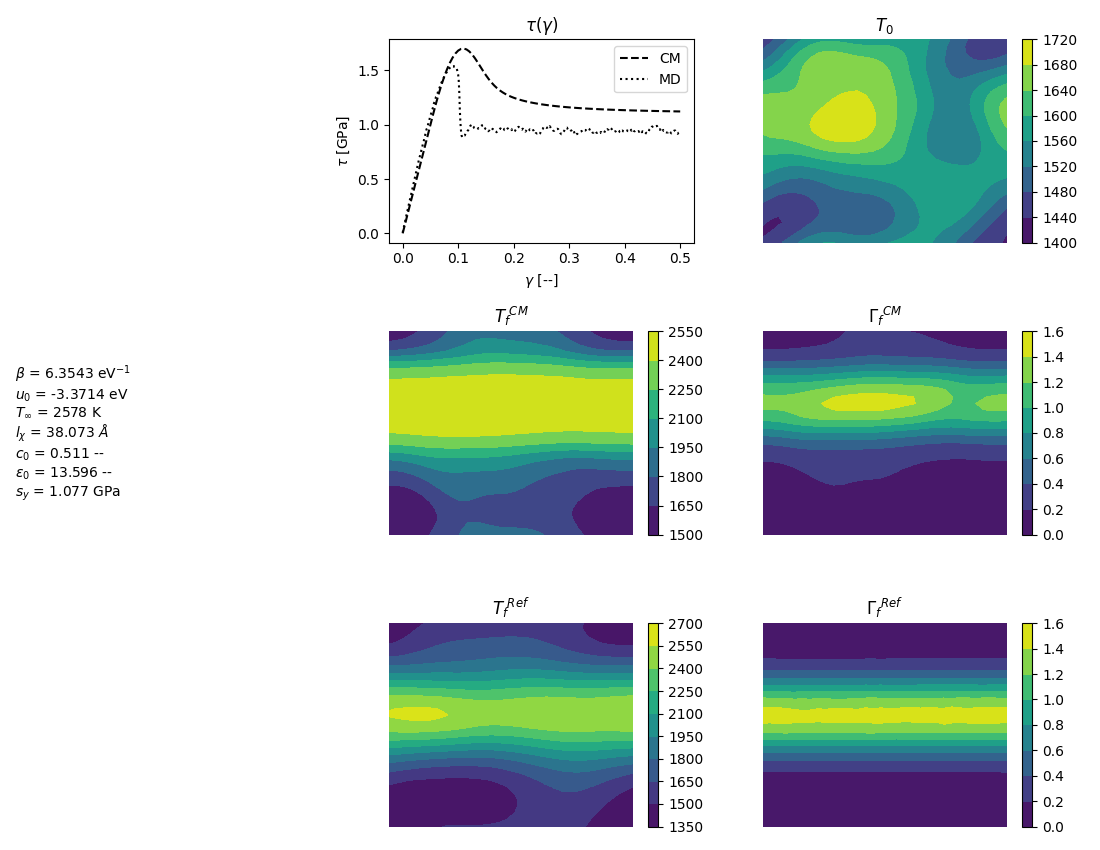 τ(γ)
CM
MD
τ [GPa]
1.5
1.0
0.5
0.0
0.0 0.1 0.2 0.3 0.4 0.5
γ [--]
T₀
1720
1680
1640
1600
1560
1520
1480
1440
1400
β = 6.3543 eV⁻¹
u₀ = -3.3714 eV
T∞ = 2578 K
lχ = 38.073 Å
c₀ = 0.511 --
ε₀ = 13.596 --
s_y = 1.077 GPa
T_f^CM
2550
2400
2250
2100
1950
1800
1650
1500
Γ_f^CM
1.6
1.4
1.2
1.0
0.8
0.6
0.4
0.2
0.0
T_f^Ref
2700
2550
2400
2250
2100
1950
1800
1650
1500
1350
Γ_f^Ref
1.6
1.4
1.2
1.0
0.8
0.6
0.4
0.2
0.0